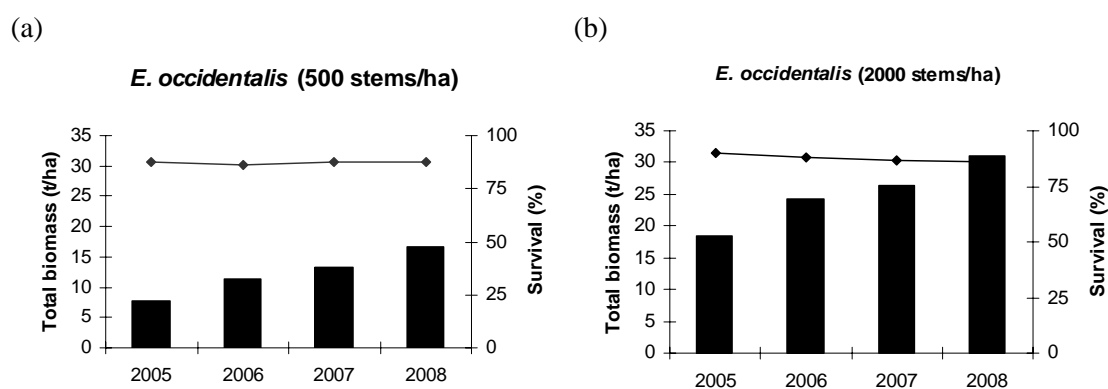 (a)
E. occidentalis (500 stems/ha)
Total biomass (t/ha)
35
30
25
20
15
10
5
0
100
75
50
25
0
Survival (%)
2005 2006 2007 2008
(b)
E. occidentalis (2000 stems/ha)
Total biomass (t/ha)
35
30
25
20
15
10
5
0
100
75
50
25
0
Survival (%)
2005 2006 2007 2008